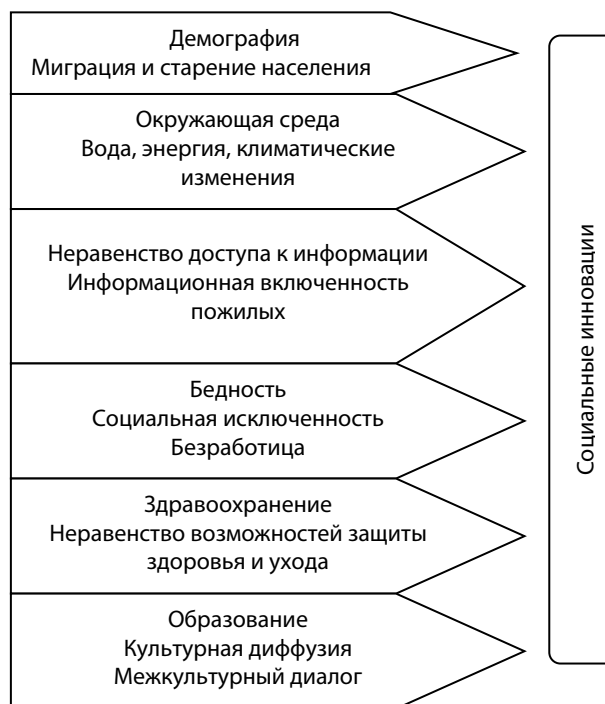 Демография
Миграция и старение населения
Окружающая среда
Вода, энергия, климатические
изменения
Неравенство доступа к информации
Информационная включенность
пожилых
Бедность
Социальная исключенность
Безработица
Здравоохранение
Неравенство возможностей защиты
здоровья и ухода
Образование
Культурная диффузия
Межкультурный диалог
Социальные инновации